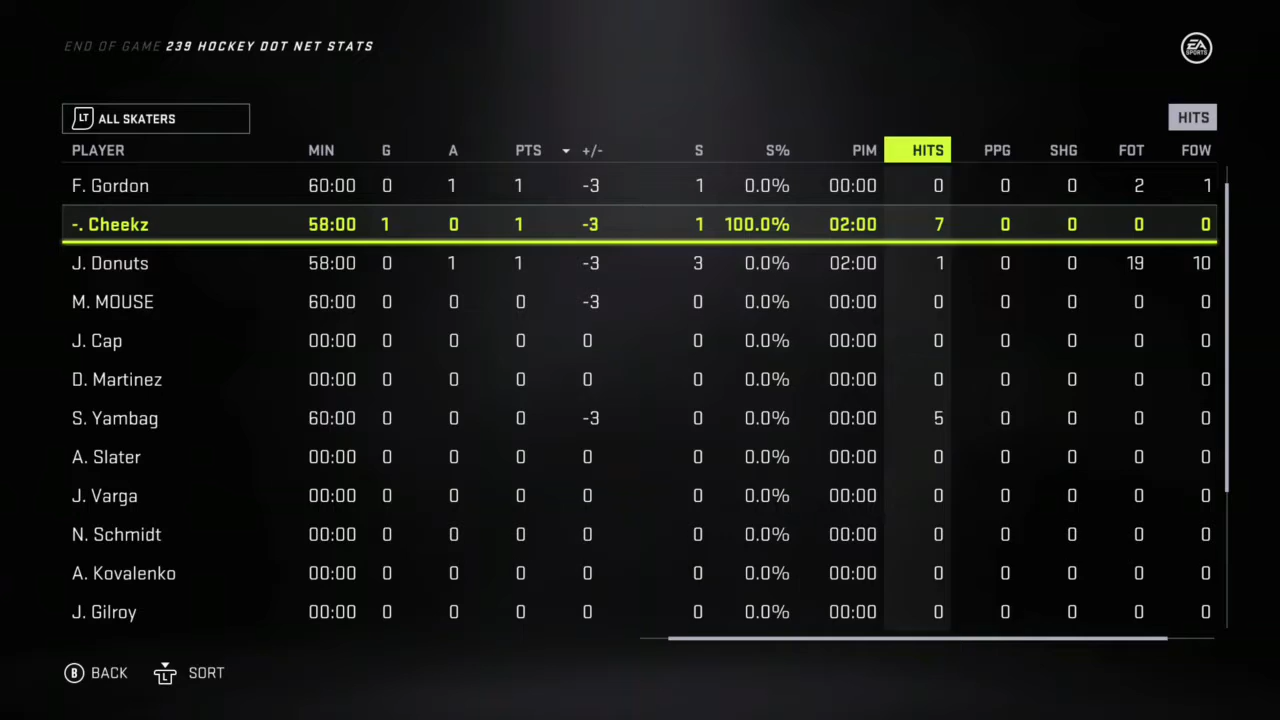 END OF GAME 239 HOCKEY DOT NET STATS
EA SPORTS
LT ALL SKATERS
HITS
PLAYER MIN G A PTS +/- S S% PIM HITS PPG SHG FOT FOW
F. Gordon 60:00 0 1 1 -3 1 0.0% 00:00 0 0 0 2 1
-. Cheekz 58:00 1 0 1 -3 1 100.0% 02:00 7 0 0 0 0
J. Donuts 58:00 0 1 1 -3 3 0.0% 02:00 1 0 0 19 10
M. MOUSE 60:00 0 0 0 -3 0 0.0% 00:00 0 0 0 0 0
J. Cap 00:00 0 0 0 0 0 0.0% 00:00 0 0 0 0 0
D. Martinez 00:00 0 0 0 0 0 0.0% 00:00 0 0 0 0 0
S. Yambag 60:00 0 0 0 -3 0 0.0% 00:00 5 0 0 0 0
A. Slater 00:00 0 0 0 0 0 0.0% 00:00 0 0 0 0 0
J. Varga 00:00 0 0 0 0 0 0.0% 00:00 0 0 0 0 0
N. Schmidt 00:00 0 0 0 0 0 0.0% 00:00 0 0 0 0 0
A. Kovalenko 00:00 0 0 0 0 0 0.0% 00:00 0 0 0 0 0
J. Gilroy 00:00 0 0 0 0 0 0.0% 00:00 0 0 0 0 0
B BACK L SORT